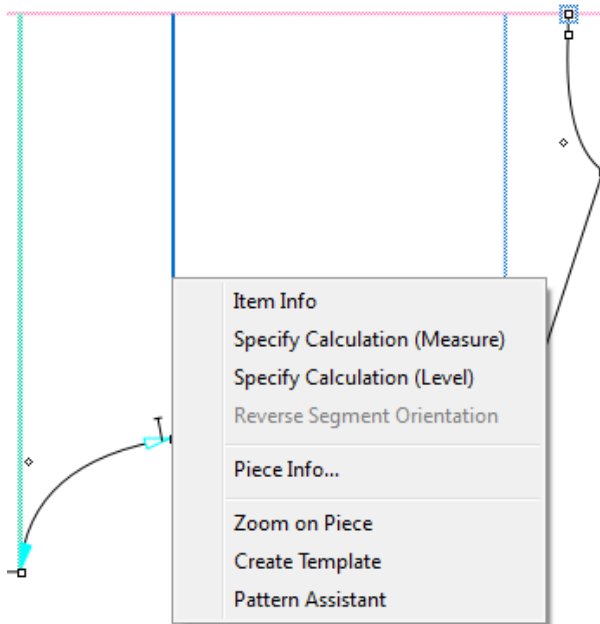 Item Info
Specify Calculation (Measure)
Specify Calculation (Level)
Reverse Segment Orientation
Piece Info...
Zoom on Piece
Create Template
Pattern Assistant